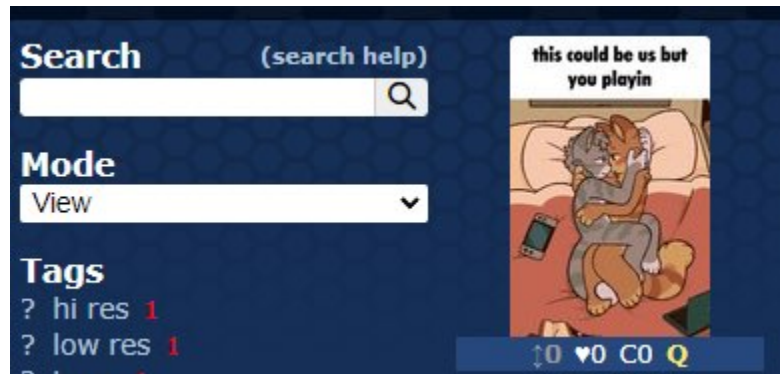 Search (search help)
Mode
View
Tags
? hi res 1
? low res 1
this could be us but
you playin
↕0 ♥0 C0 Q